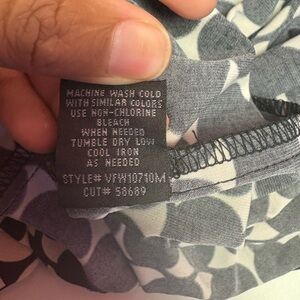 MACHINE WASH COLD
WITH SIMILAR COLORS
USE NON-CHLORINE
BLEACH
WHEN NEEDED
TUMBLE DRY LOW
COOL IRON
AS NEEDED
STYLE# VFW10710M
CUT# 58689